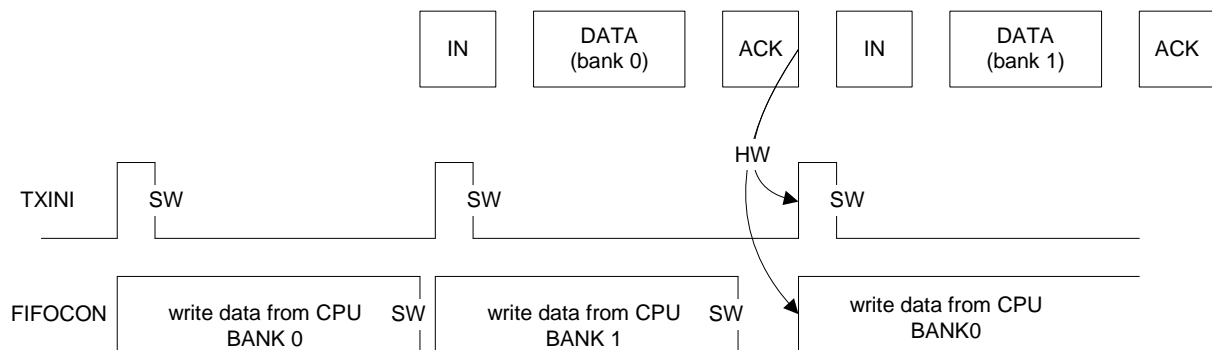 IN
DATA
(bank 0)
ACK
IN
DATA
(bank 1)
ACK
HW
TXINI
SW
SW
SW
FIFOCON
write data from CPU
BANK 0
SW
write data from CPU
BANK 1
SW
write data from CPU
BANK0